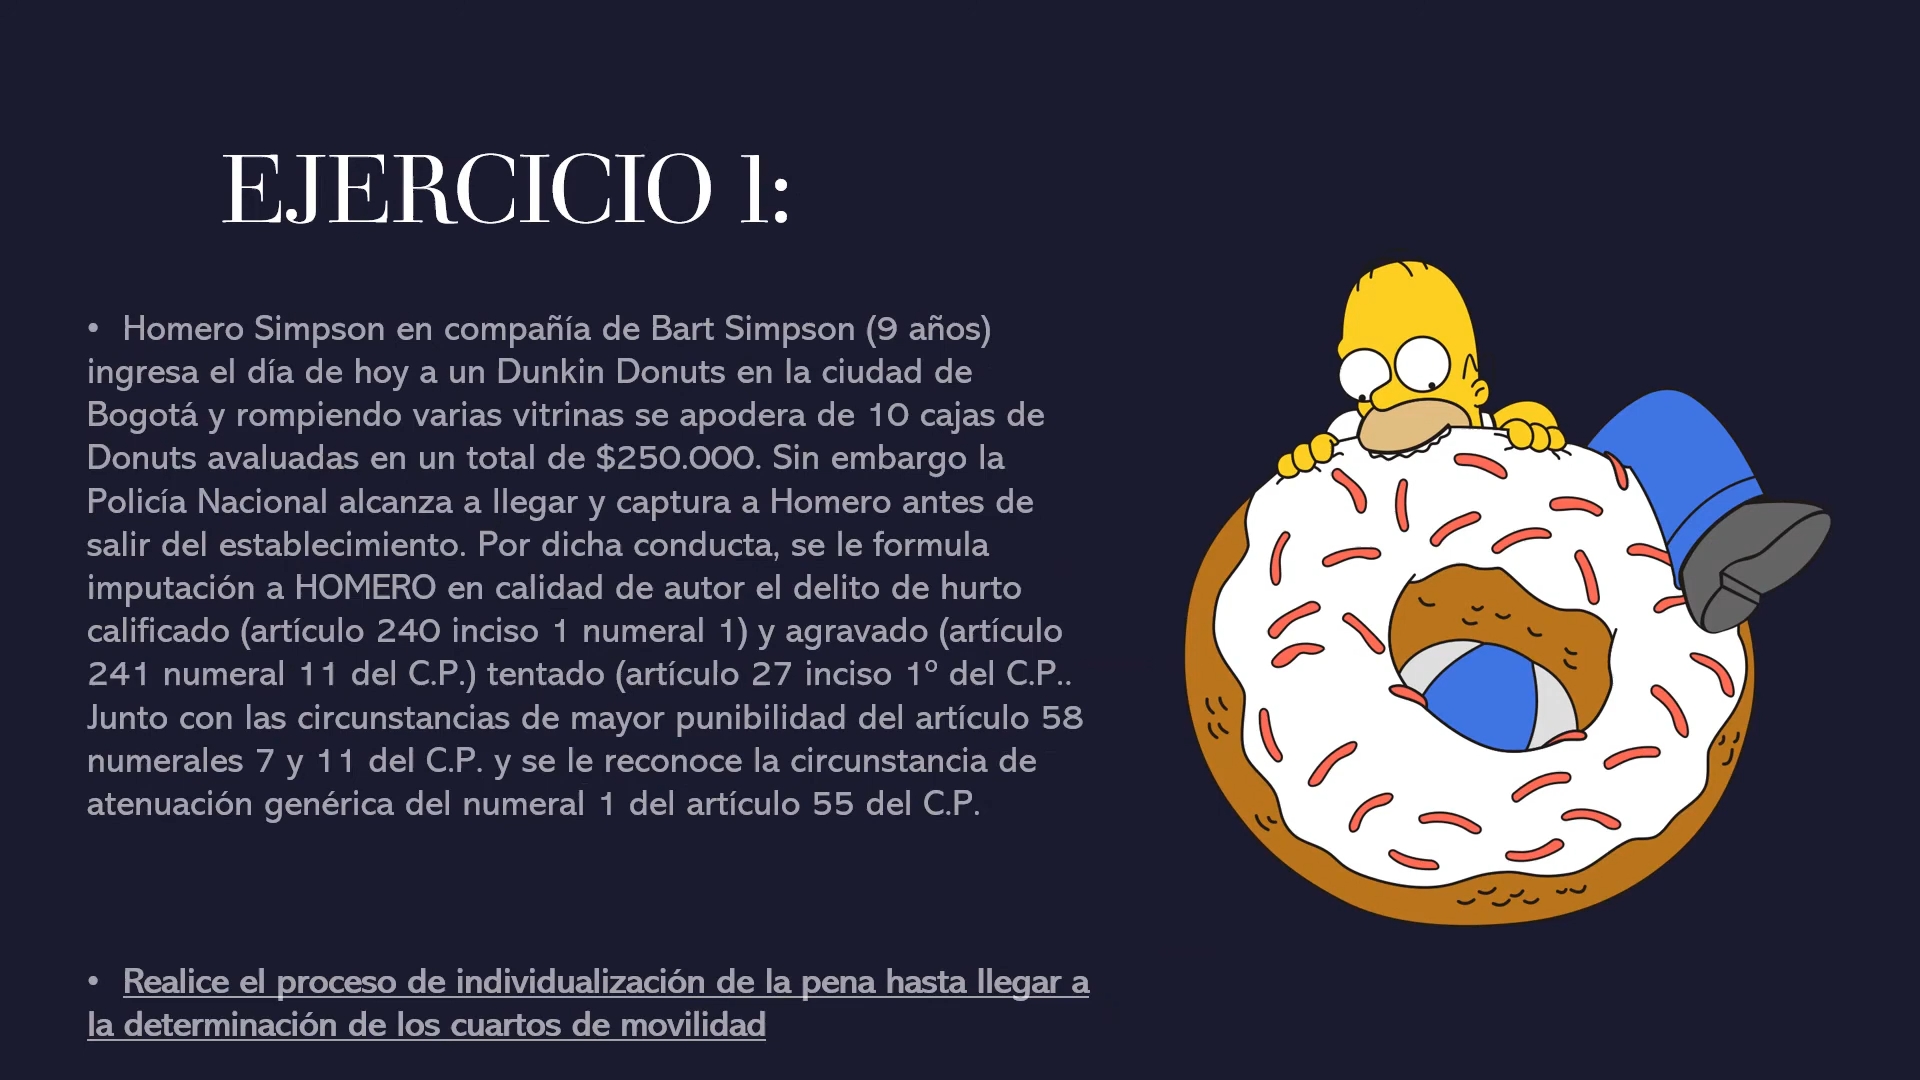 EJERCICIO 1:
• Homero Simpson en compañía de Bart Simpson (9 años)
ingresa el día de hoy a un Dunkin Donuts en la ciudad de
Bogotá y rompiendo varias vitrinas se apodera de 10 cajas de
Donuts avaluadas en un total de $250.000. Sin embargo la
Policía Nacional alcanza a llegar y captura a Homero antes de
salir del establecimiento. Por dicha conducta, se le formula
imputación a HOMERO en calidad de autor el delito de hurto
calificado (artículo 240 inciso 1 numeral 1) y agravado (artículo
241 numeral 11 del C.P.) tentado (artículo 27 inciso 1º del C.P..
Junto con las circunstancias de mayor punibilidad del artículo 58
numerales 7 y 11 del C.P. y se le reconoce la circunstancia de
atenuación genérica del numeral 1 del artículo 55 del C.P.
• Realice el proceso de individualización de la pena hasta llegar a
la determinación de los cuartos de movilidad